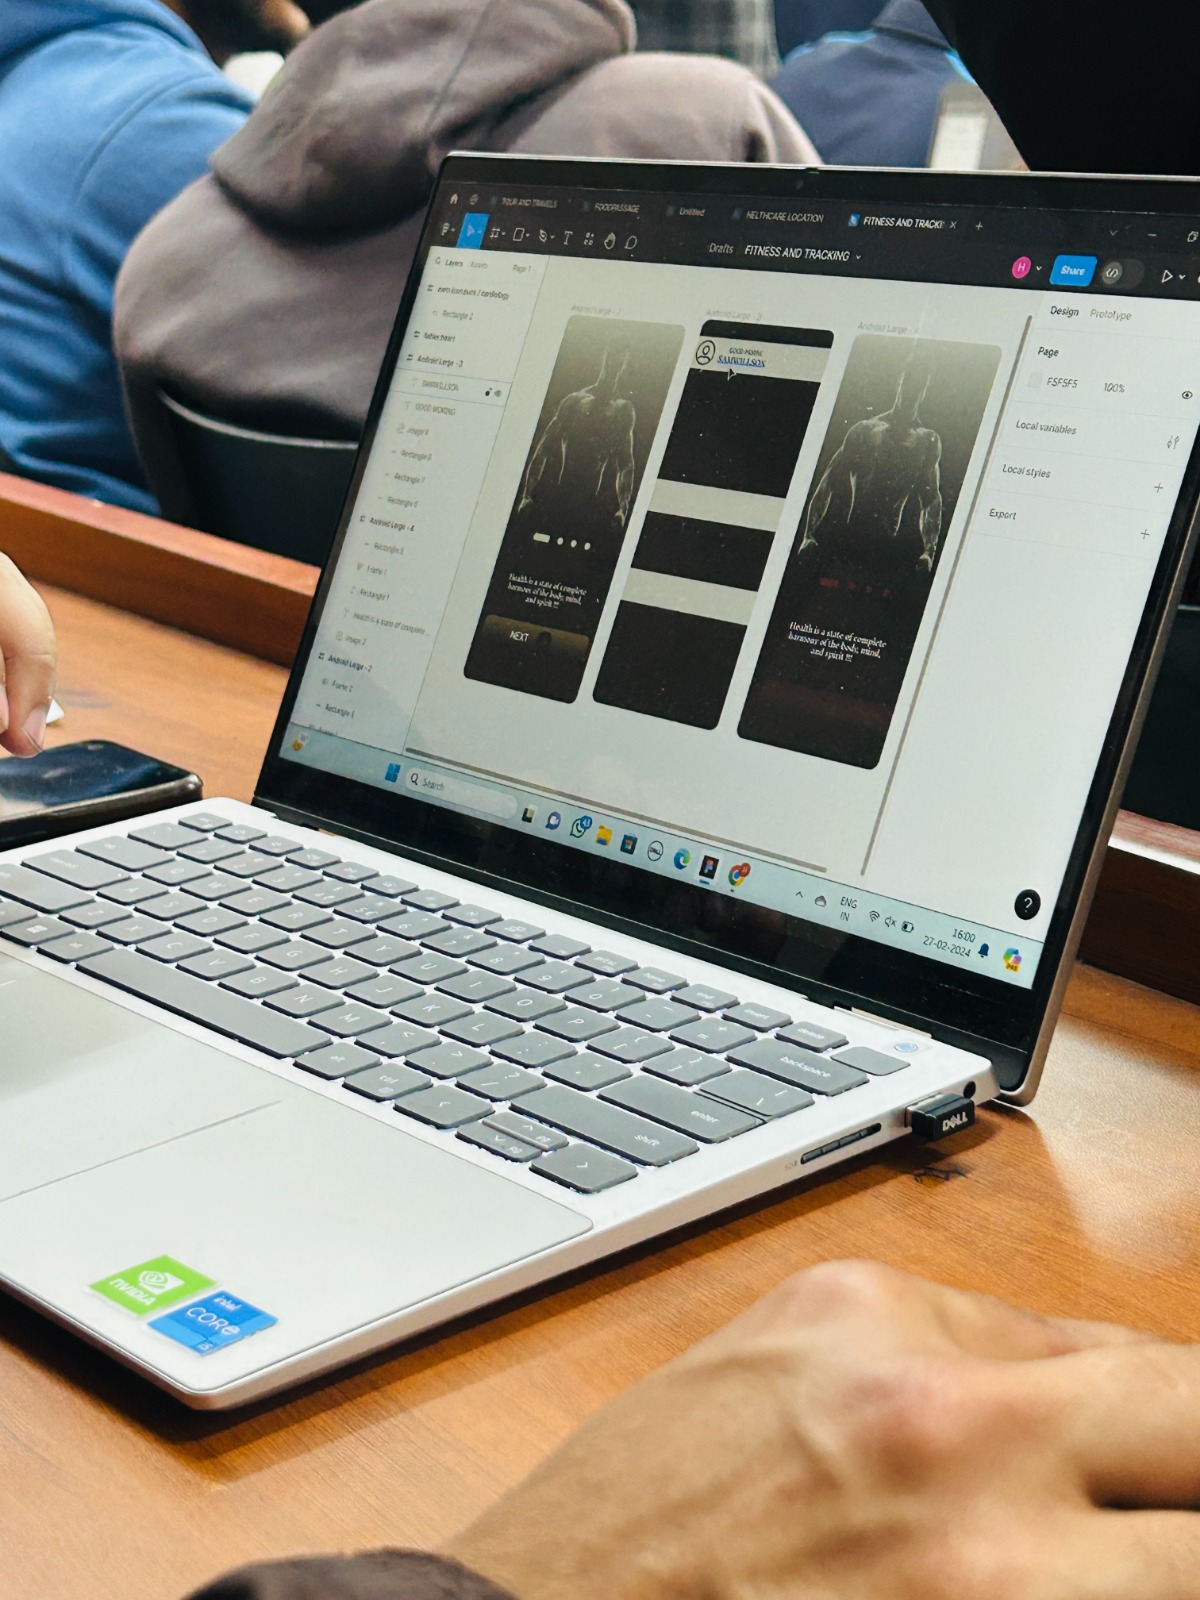 TOUR AND TRAVELS
FOODPASSAGE
Untitled
HELTHCARE LOCATION
FITNESS AND TRACKI
Drafts
FITNESS AND TRACKING
H
Share
Layers
Assets
Page 1
Rectangle 2
Android Large - 3
SAMWILLSON
GOOD MORING
Rectangle 8
Rectangle 7
Rectangle 6
Android Large - 4
Rectangle 5
Frame 1
Rectangle 1
Health is a state of complete ...
Image 2
Android Large - 2
Frame 2
Rectangle 1
Android Large - 2
NEXT
Health is a state of complete
harmony of the body, mind,
and spirit !!!
Android Large - 3
GOOD MORING
SAMWILLSON
Android Large - 4
Health is a state of complete
harmony of the body, mind,
and spirit !!!
Design
Prototype
Page
F5F5F5
100%
Local variables
Local styles
Export
?
Search
DELL
ENG
IN
16:00
27-02-2024
backspace
enter
shift
alt
ctrl
DELL
NVIDIA
intel
CORE
i5